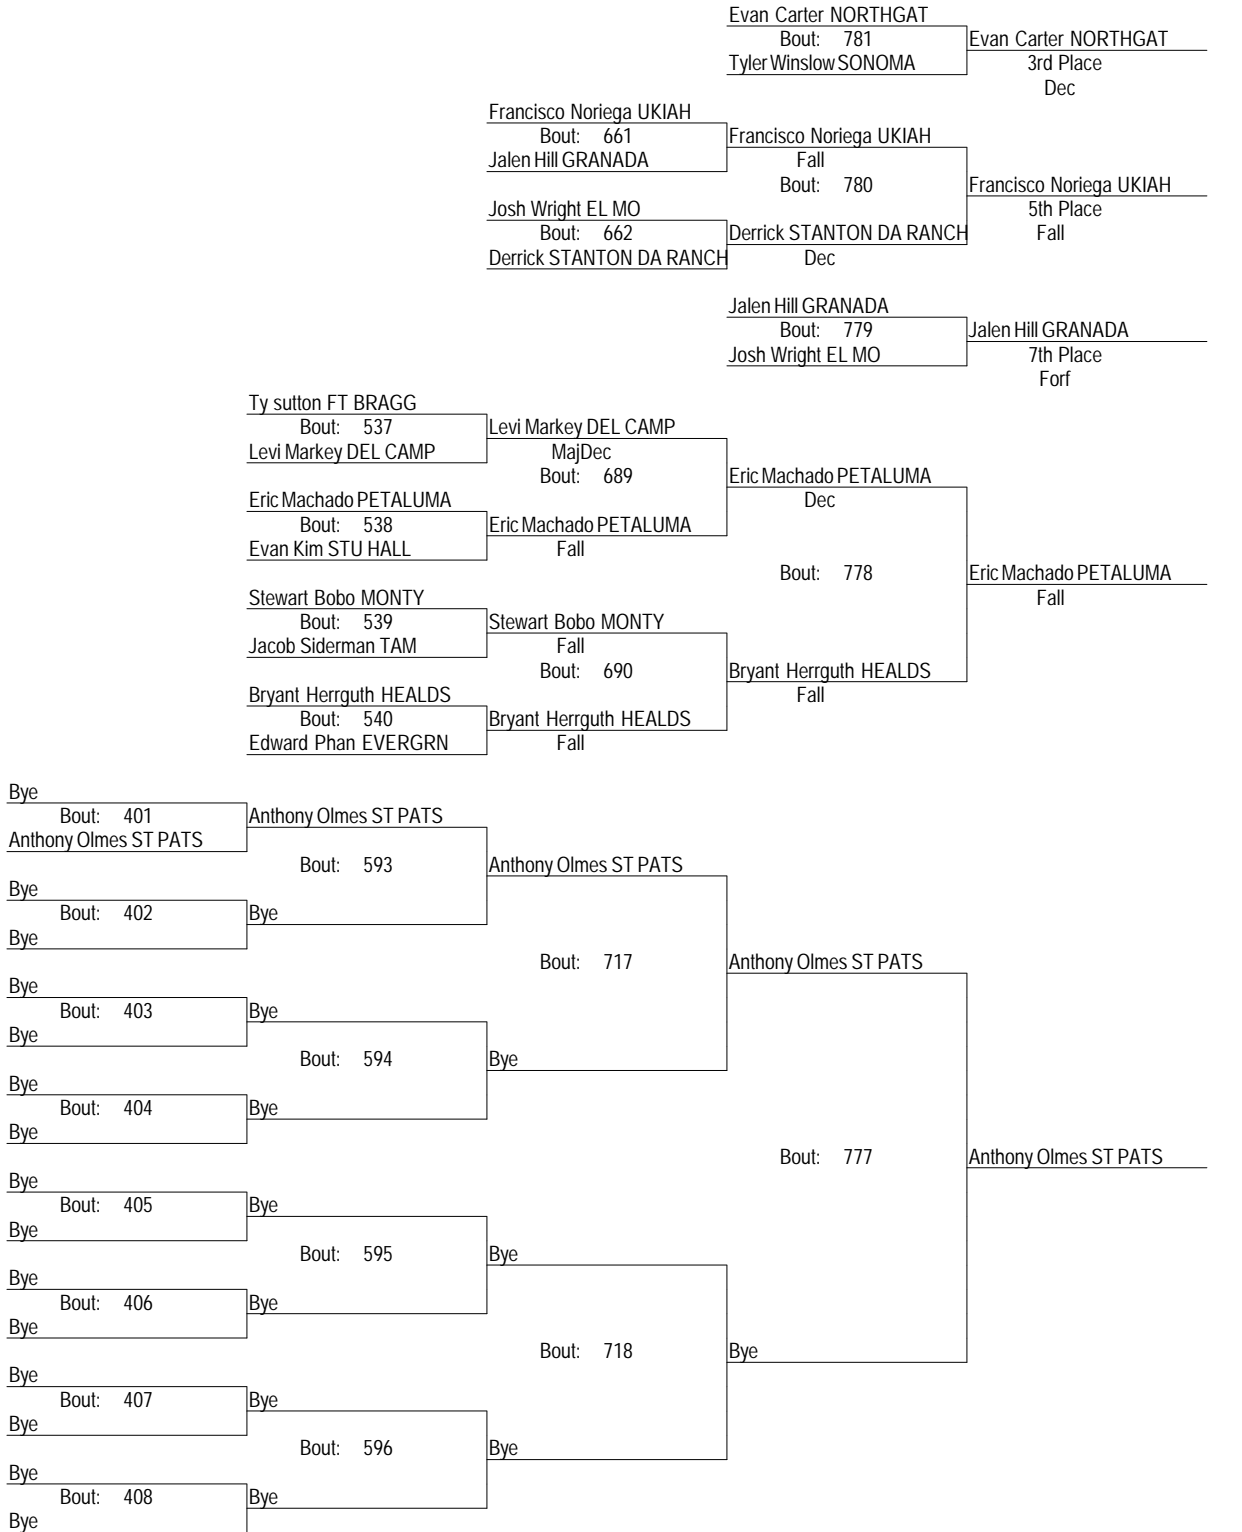 Evan Carter NORTHGAT
Bout: 781
Evan Carter NORTHGAT
Tyler Winslow SONOMA
3rd Place
Dec
Francisco Noriega UKIAH
Bout: 661
Francisco Noriega UKIAH
Jalen Hill GRANADA
Fall
Bout: 780
Francisco Noriega UKIAH
Josh Wright EL MO
5th Place
Bout: 662
Derrick STANTON DA RANCH
Fall
Derrick STANTON DA RANCH
Dec
Jalen Hill GRANADA
Bout: 779
Jalen Hill GRANADA
Josh Wright EL MO
7th Place
Forf
Ty sutton FT BRAGG
Bout: 537
Levi Markey DEL CAMP
Levi Markey DEL CAMP
MajDec
Bout: 689
Eric Machado PETALUMA
Eric Machado PETALUMA
Dec
Bout: 538
Eric Machado PETALUMA
Evan Kim STU HALL
Fall
Bout: 778
Eric Machado PETALUMA
Stewart Bobo MONTY
Fall
Bout: 539
Stewart Bobo MONTY
Jacob Siderman TAM
Fall
Bout: 690
Bryant Herrguth HEALDS
Bryant Herrguth HEALDS
Fall
Bout: 540
Bryant Herrguth HEALDS
Edward Phan EVERGRN
Fall
Bye
Bout: 401
Anthony Olmes ST PATS
Anthony Olmes ST PATS
Bout: 593
Anthony Olmes ST PATS
Bye
Bout: 402
Bye
Bye
Bout: 717
Anthony Olmes ST PATS
Bye
Bout: 403
Bye
Bye
Bout: 594
Bye
Bye
Bout: 404
Bye
Bye
Bout: 777
Anthony Olmes ST PATS
Bye
Bout: 405
Bye
Bye
Bout: 595
Bye
Bye
Bout: 406
Bye
Bye
Bout: 718
Bye
Bye
Bout: 407
Bye
Bye
Bout: 596
Bye
Bye
Bout: 408
Bye
Bye